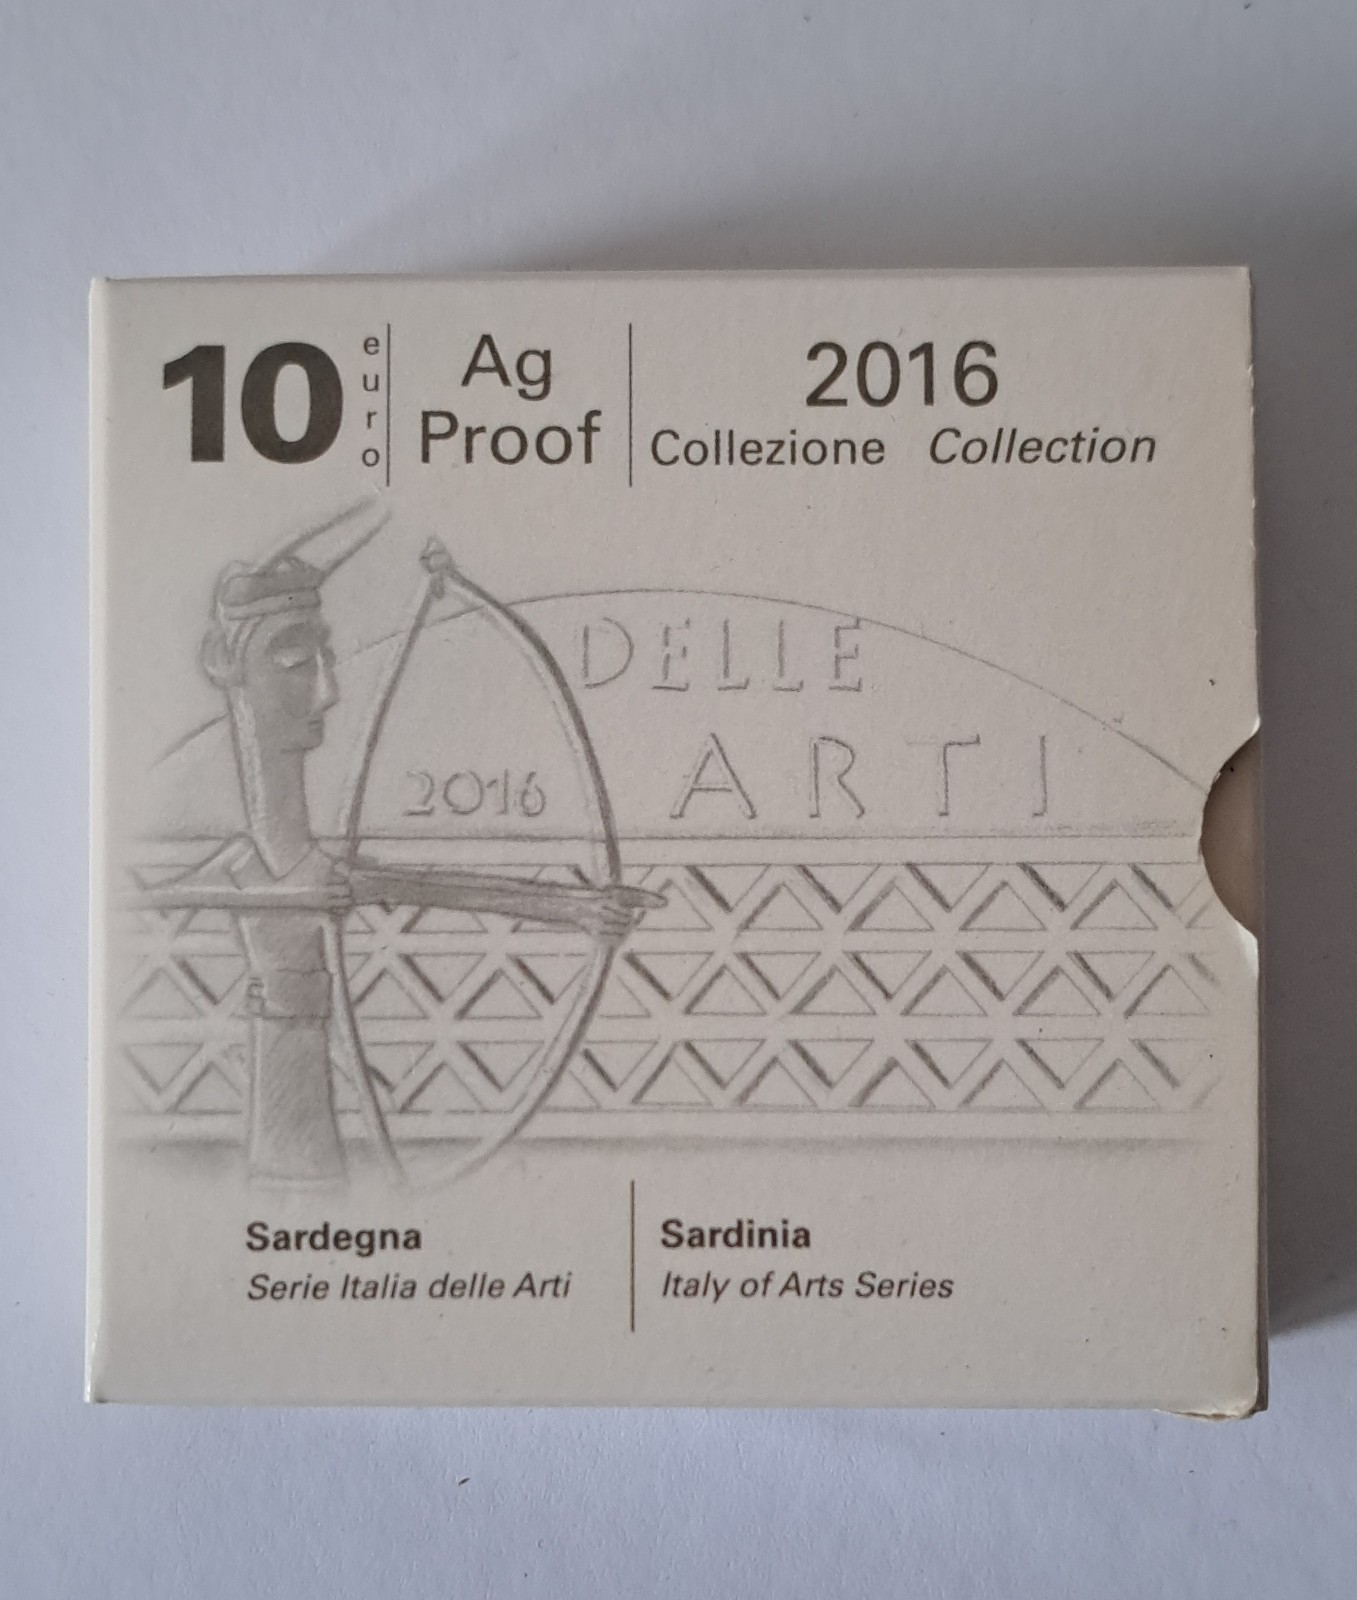 10 euro
Ag
Proof
2016
Collezione Collection
DELLE
ARTI
2016
Sardegna
Serie Italia delle Arti
Sardinia
Italy of Arts Series